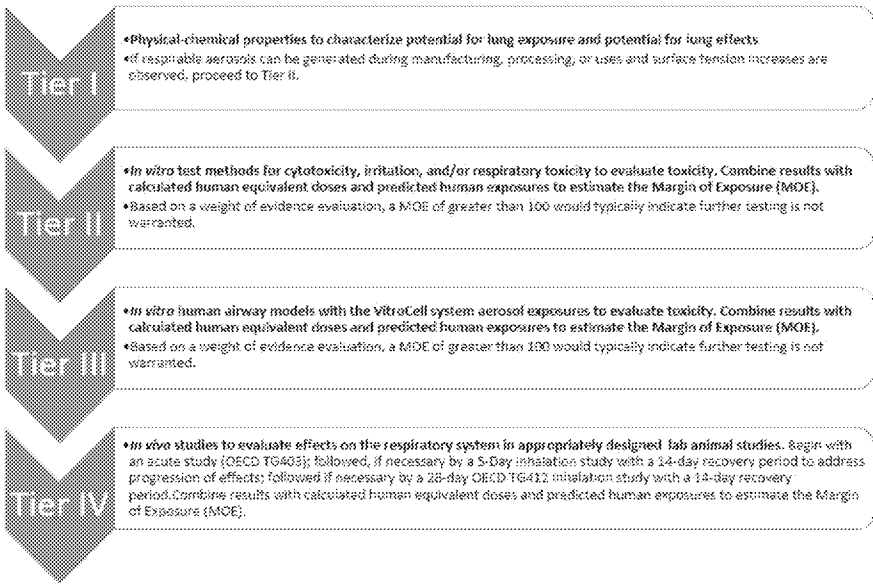 Tier I
•Physical-chemical properties to characterize potential for lung exposure and potential for lung effects
•If respirable aerosols can be generated during manufacturing, processing, or uses and surface tension increases are
observed, proceed to Tier II.
Tier II
•In vitro test methods for cytotoxicity, irritation, and/or respiratory toxicity to evaluate toxicity. Combine results with
calculated human equivalent doses and predicted human exposures to estimate the Margin of Exposure (MOE).
•Based on a weight of evidence evaluation, a MOE of greater than 100 would typically indicate further testing is not
warranted.
Tier III
•In vitro human airway models with the VitroCell system aerosol exposures to evaluate toxicity. Combine results with
calculated human equivalent doses and predicted human exposures to estimate the Margin of Exposure (MOE).
•Based on a weight of evidence evaluation, a MOE of greater than 100 would typically indicate further testing is not
warranted.
Tier IV
•In vivo studies to evaluate effects on the respiratory system in appropriately designed lab animal studies. Begin with
an acute study (OECD TG403); followed, if necessary by a 5-Day inhalation study with a 14-day recovery period to address
progression of effects; followed if necessary by a 28-day OECD TG412 inhalation study with a 14-day recovery
period.Combine results with calculated human equivalent doses and predicted human exposures to estimate the Margin
of Exposure (MOE).